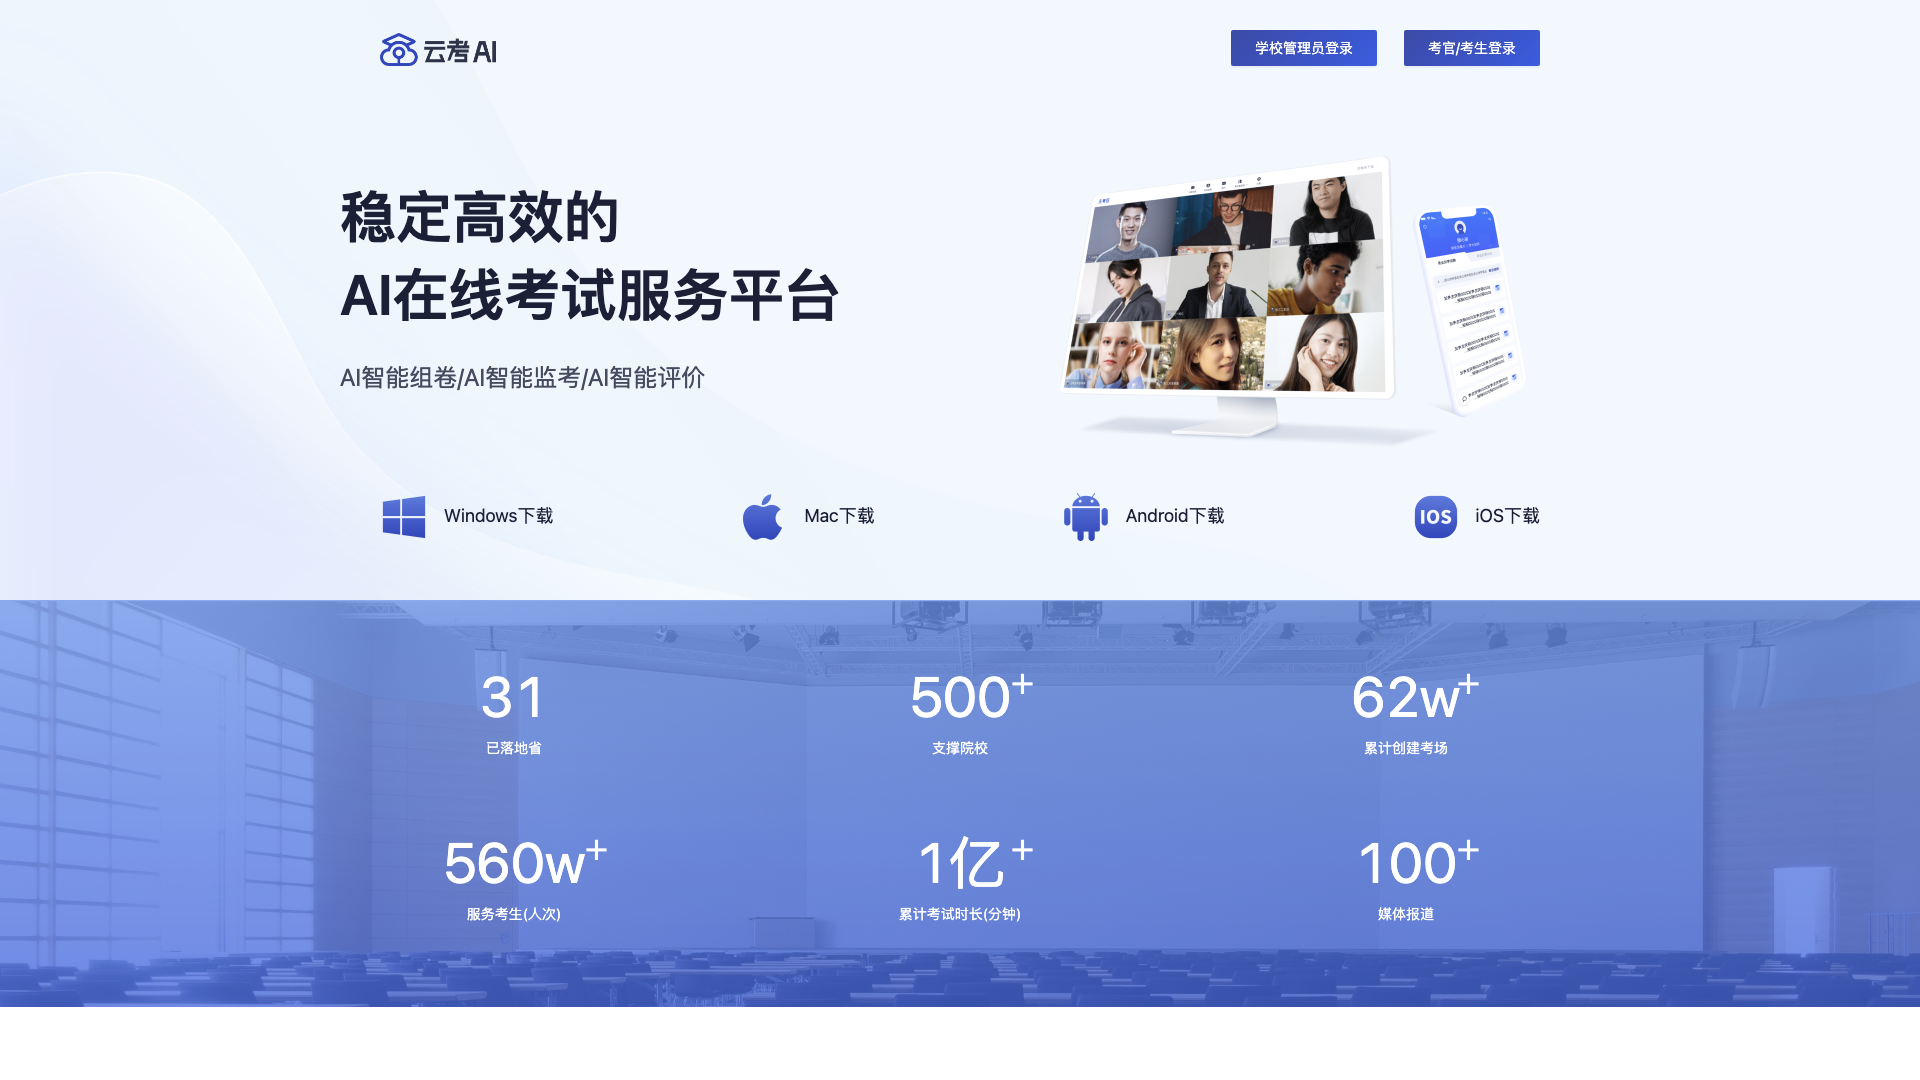 云考AI
学校管理员登录
考官/考生登录
稳定高效的
AI在线考试服务平台
AI智能组卷/AI智能监考/AI智能评价
Windows下载
Mac下载
Android下载
IOS
iOS下载
31
已落地省
500+
支撑院校
62w+
累计创建考场
560w+
服务考生(人次)
1亿+
累计考试时长(分钟)
100+
媒体报道